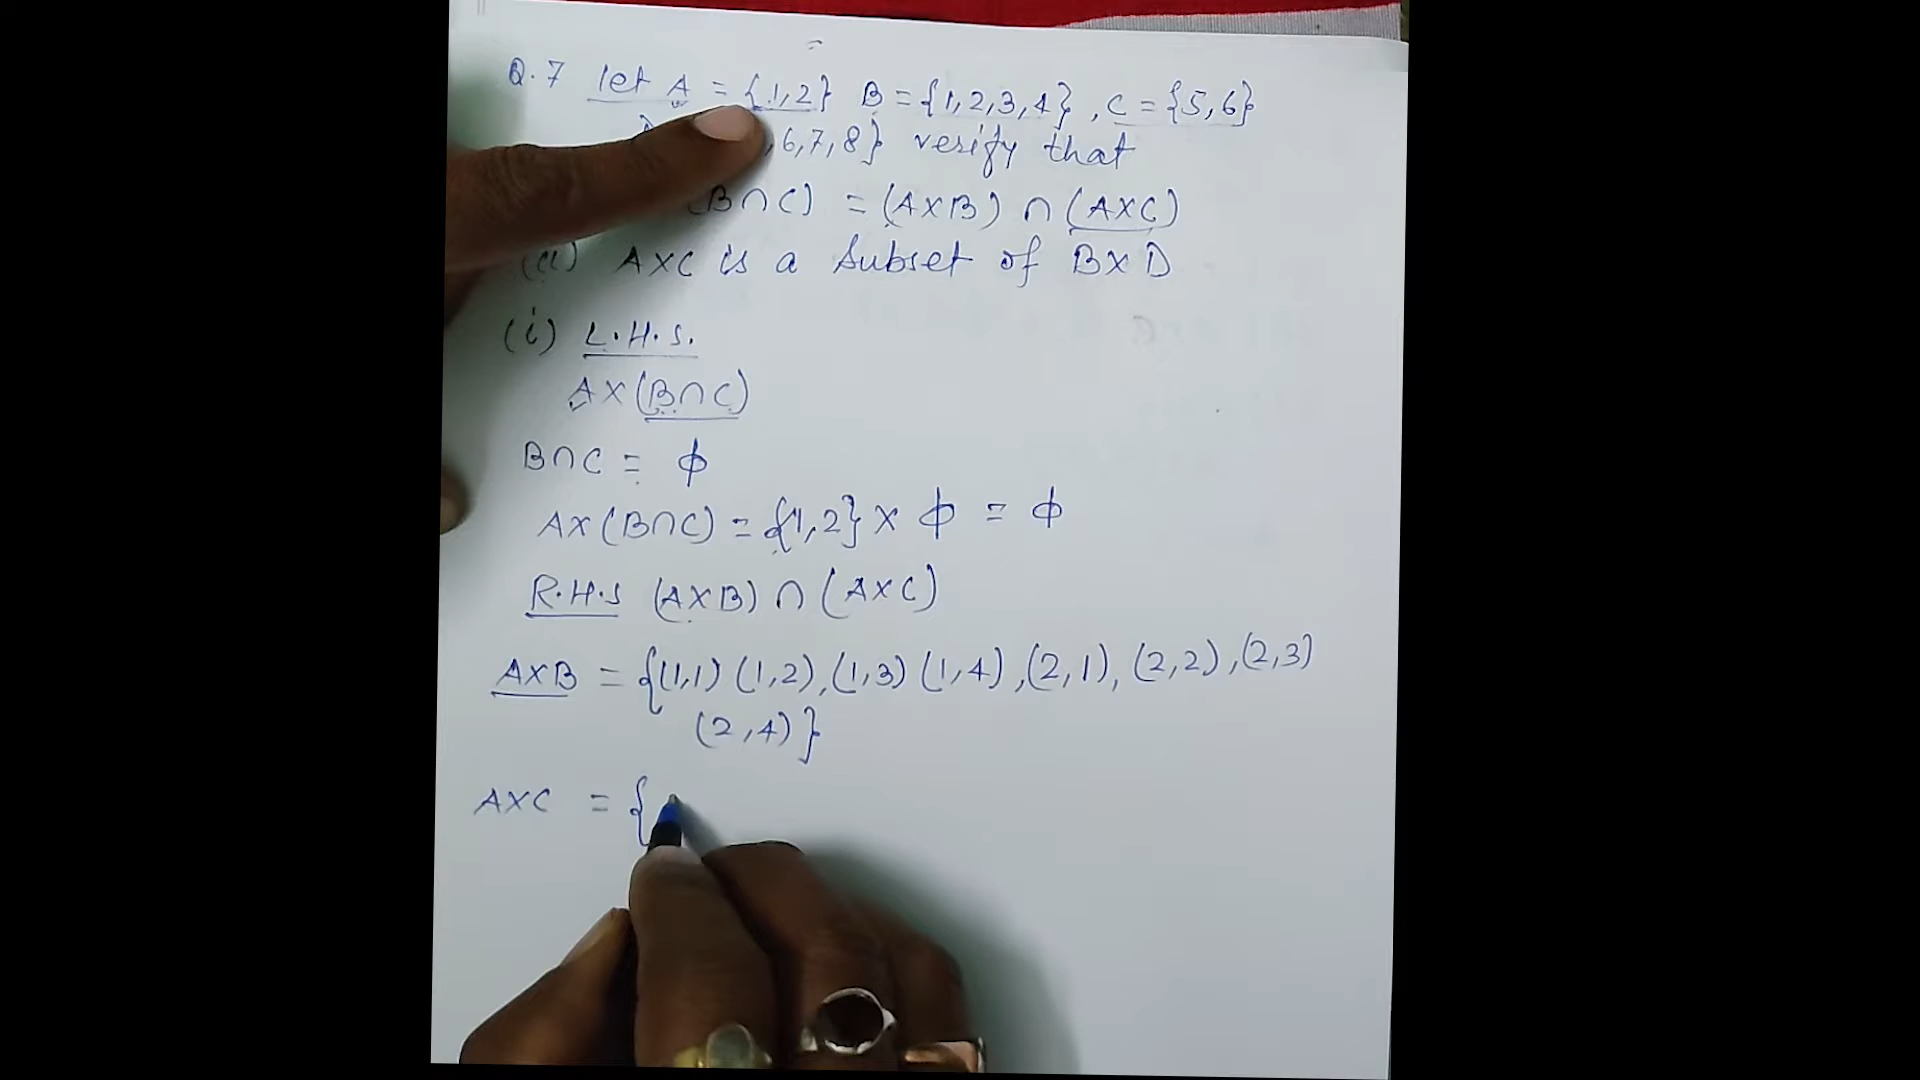 Q.7 let A = {1,2} B = {1,2,3,4}, C = {5,6}
,6,7,8} verify that
(B∩C) = (A×B) ∩ (A×C)
(ii) A×C is a subset of B×D
(i) L.H.S.
A×(B∩C)
B∩C = ϕ
A×(B∩C) = {1,2} × ϕ = ϕ
R.H.S (A×B) ∩ (A×C)
A×B = {(1,1) (1,2), (1,3) (1,4), (2,1), (2,2), (2,3)
(2,4)}
A×C = {